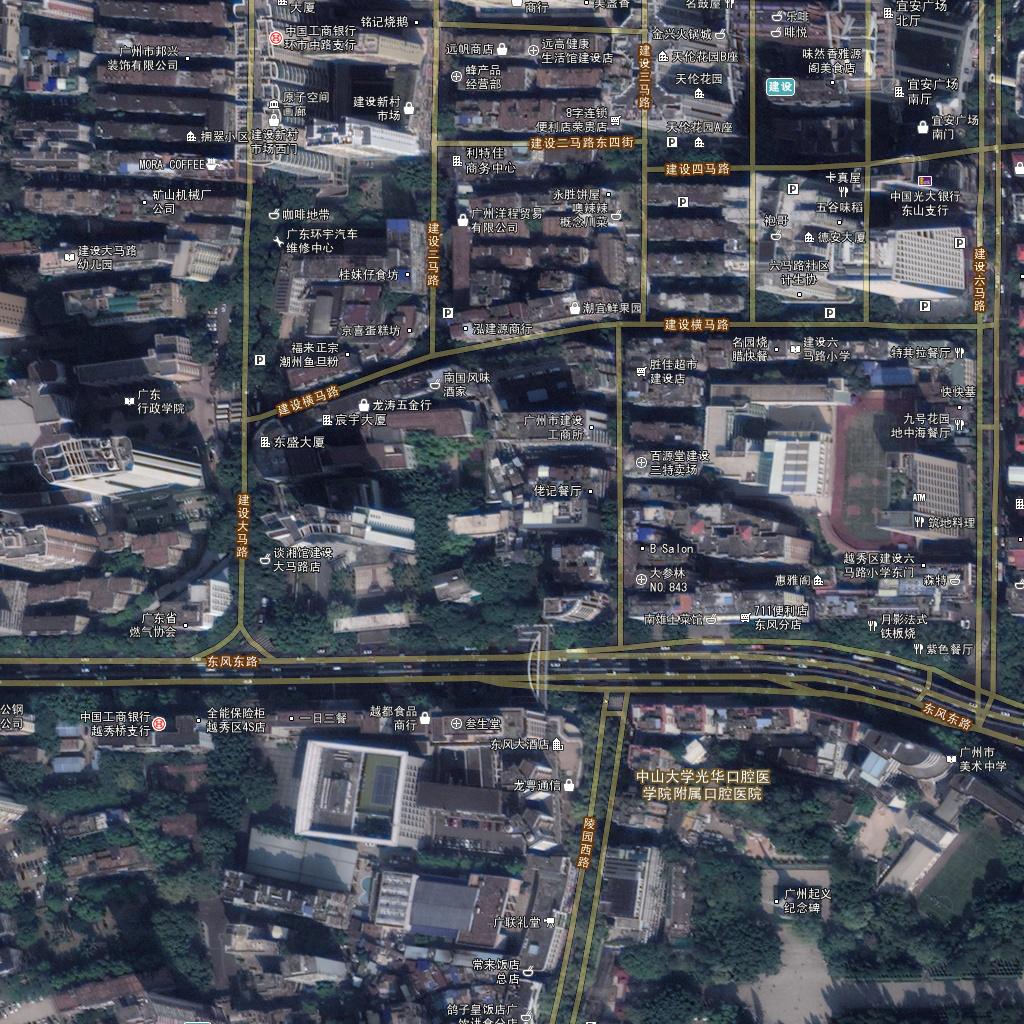 大厦
中国工商银行
环市中路支行
铭记烧鹅
商行
美盏香
名鼓屋
乐啡
啡悦
宜安广场
北厅
广州市邦兴
装饰有限公司
远帆商店
远高健康
生活馆建设店
金兴火锅城
天伦花园B座
味然香雅源
阁美食店
建设三马路
蜂产品
经营部
天伦花园
建设
宜安广场
南厅
原子空间
画廊
建设新村
市场
8字连锁
便利店荣贵店
天伦花园A座
宜安广场
南门
拥翠小区
建设新村
市场西门
建设二马路东四街
MORA COFFEE
利特佳
商务中心
建设四马路
卡真屋
中国光大银行
东山支行
矿山机械厂
公司
永胜饼屋
噢辣辣
概念川菜
五谷味稻
咖啡地带
广州洋程贸易
有限公司
袍哥
德安大厦
广东环宇汽车
维修中心
建设三马路
建设大马路
幼儿园
桂妹仔食坊
六马路社区
计生协
建设六马路
潮宜鲜果园
京喜蛋糕坊
泓建源商行
建设横马路
福来正宗
潮州鱼旦粉
名园烧
腊快餐
建设六
马路小学
特其拉餐厅
胜佳超市
建设店
南国风味
酒家
广东
行政学院
建设横马路
龙涛五金行
宸宇大厦
快快基
九号花园
地中海餐厅
广州市建设
工商所
东盛大厦
百源堂建设
三特卖场
佬记餐厅
ATM
筑地料理
建设大马路
谈湘馆建设
大马路店
B Salon
越秀区建设六
马路小学东门
大参林
NO.843
惠雅阁
森特
广东省
燃气协会
南雄土菜馆
711便利店
东风分店
月影法式
铁板烧
紫色餐厅
东风东路
公钢
公司
中国工商银行
越秀桥支行
全能保险柜
越秀区4S店
一日三餐
越都食品
商行
叁生堂
东风东路
东风大酒店
广州市
美术中学
龙粤通信
中山大学光华口腔医
学院附属口腔医院
陵园西路
广州起义
纪念碑
广联礼堂
常来饭店
总店
鸽子皇饭店广